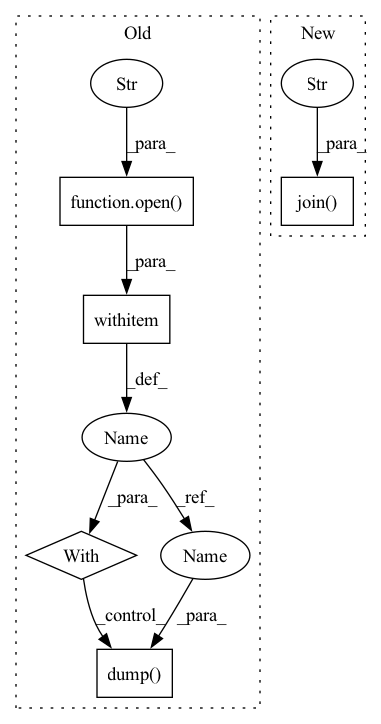 Old
New
Str
Str
_para_
_para_
function.open()
join()
_para_
withitem
_def_
Name
_para_
_ref_
With
Name
_control_
_para_
dump()